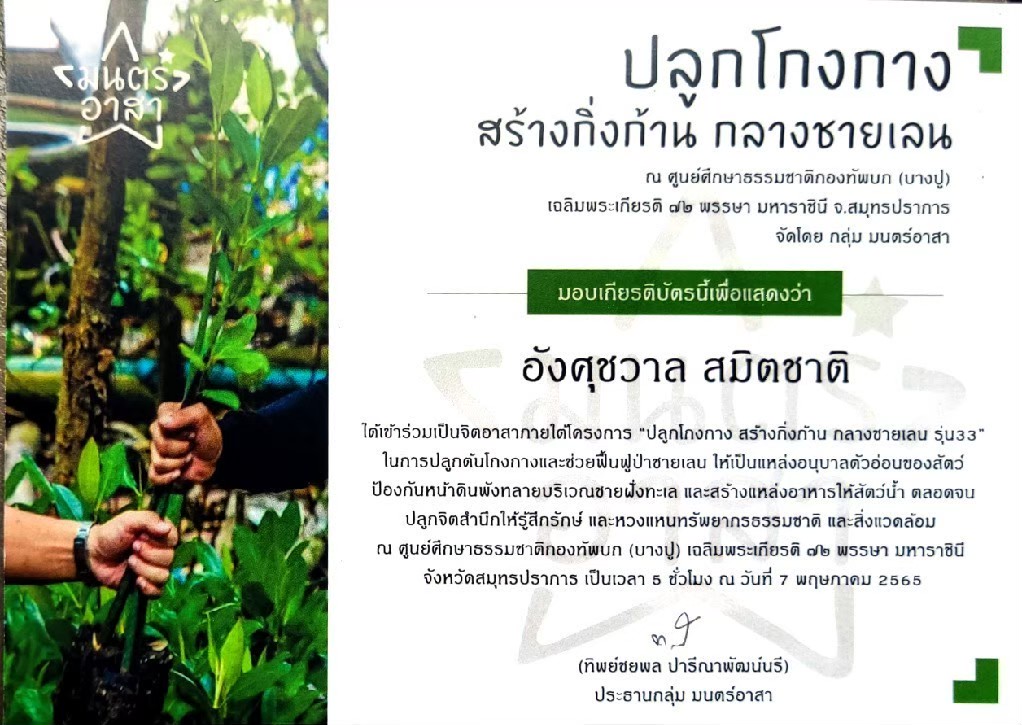 มนตร์
อาสา
ปลูกโกงกาง
สร้างกิ่งก้าน กลางชายเลน
ณ ศูนย์ศึกษาธรรมชาติกองทัพบก (บางปู)
เฉลิมพระเกียรติ ๗๒ พรรษา มหาราชินี จ.สมุทรปราการ
จัดโดย กลุ่ม มนตร์อาสา
มอบเกียรติบัตรนี้เพื่อแสดงว่า
อังศุชวาล สมิตชาติ
ได้เข้าร่วมเป็นจิตอาสาภายใต้โครงการ "ปลูกโกงกาง สร้างกิ่งก้าน กลางชายเลน รุ่น33"
ในการปลูกต้นโกงกางและช่วยฟื้นฟูป่าชายเลน ให้เป็นแหล่งอนุบาลตัวอ่อนของสัตว์
ป้องกันหน้าดินพังทลายบริเวณชายฝั่งทะเล และสร้างแหล่งอาหารให้สัตว์น้ำ ตลอดจน
ปลูกจิตสำนึกให้รู้สึกรักษ์ และหวงแหนทรัพยากรธรรมชาติ และสิ่งแวดล้อม
ณ ศูนย์ศึกษาธรรมชาติกองทัพบก (บางปู) เฉลิมพระเกียรติ ๗๒ พรรษา มหาราชินี
จังหวัดสมุทรปราการ เป็นเวลา 5 ชั่วโมง ณ วันที่ 7 พฤษภาคม 2565
(ทิพย์ชยพล ปารีณาพัฒน์นรี)
ประธานกลุ่ม มนตร์อาสา